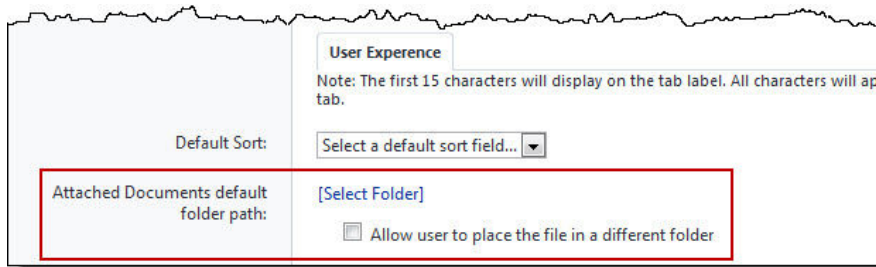 User Experence
Note: The first 15 characters will display on the tab label. All characters will ap
tab.
Default Sort:
Select a default sort field...
Attached Documents default
folder path:
[Select Folder]
Allow user to place the file in a different folder